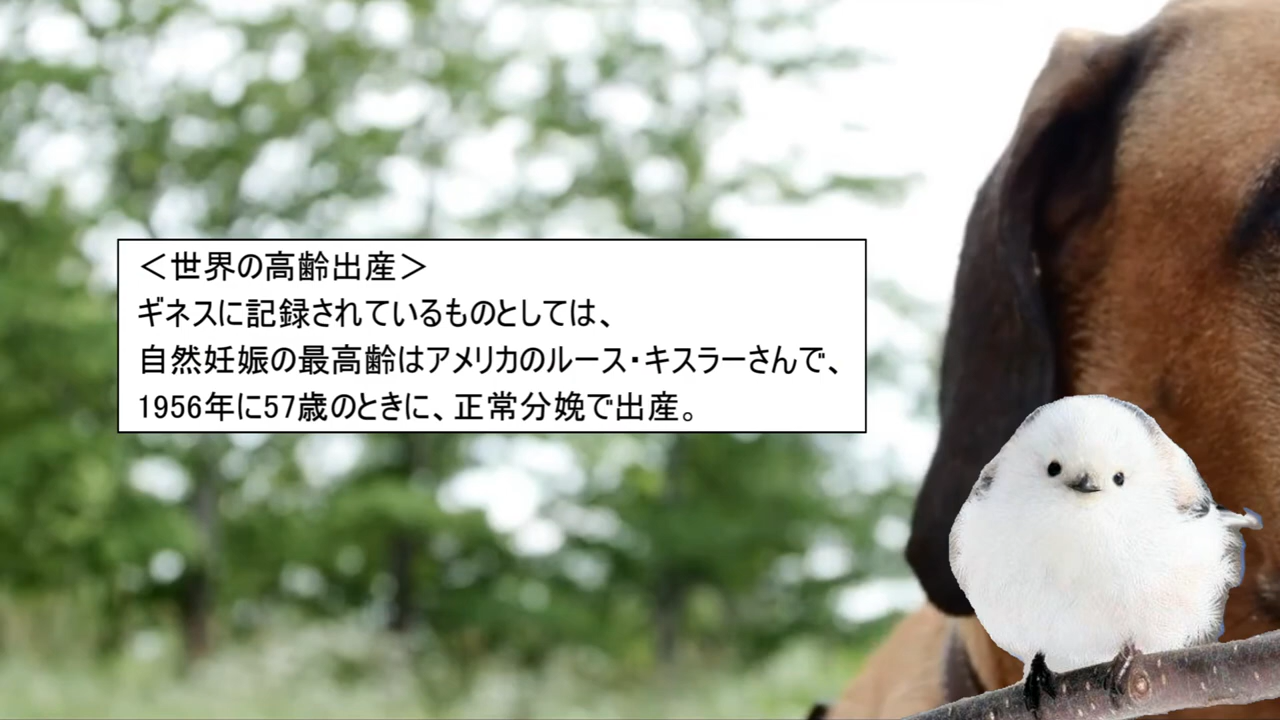 ＜世界の高齢出産＞
ギネスに記録されているものとしては、
自然妊娠の最高齢はアメリカのルース・キスラーさんで、
1956年に57歳のときに、正常分娩で出産。